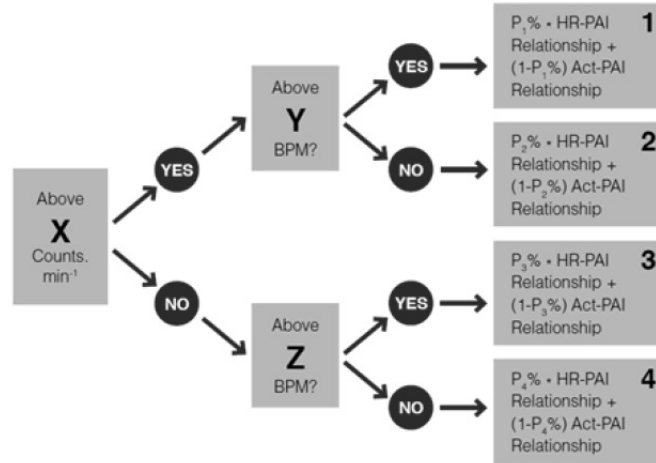 Above
X
Counts.
min⁻¹
YES
NO
Above
Y
BPM?
Above
Z
BPM?
YES
NO
YES
NO
P₁% • HR-PAI 1
Relationship +
(1-P₁%) Act-PAI
Relationship
P₂% • HR-PAI 2
Relationship +
(1-P₂%) Act-PAI
Relationship
P₃% • HR-PAI 3
Relationship +
(1-P₃%) Act-PAI
Relationship
P₄% • HR-PAI 4
Relationship +
(1-P₄%) Act-PAI
Relationship